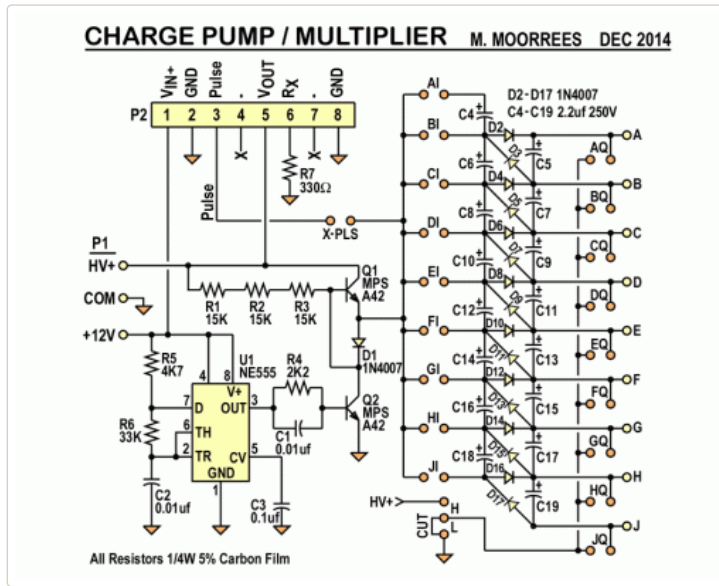 CHARGE PUMP / MULTIPLIER M. MOORREES DEC 2014
VIN+ GND Pulse - VOUT RX - GND
P2 1 2 3 4 5 6 7 8
X X
R7
330Ω
Pulse
X-PLS
P1
HV+
COM
+12V
R1
15K
R2
15K
R3
15K
Q1
MPS
A42
D1
1N4007
Q2
MPS
A42
R5
4K7
R6
33K
U1
NE555
4 8
V+
7 D OUT 3
6 TH
2 TR CV 5
GND
1
R4
2K2
C1
0.01uf
C2
0.01uf
C3
0.1uf
All Resistors 1/4W 5% Carbon Film
D2-D17 1N4007
C4-C19 2.2uf 250V
AI
BI
CI
DI
EI
FI
GI
HI
JI
C4 + D2 + A
D3 C5 AQ
C6 + D4 + B
D5 C7 BQ
C8 + D6 + C
D7 C9 CQ
C10 + D8 + D
D9 C11 DQ
C12 + D10 + E
D11 C13 EQ
C14 + D12 + F
D13 C15 FQ
C16 + D14 + G
D15 C17 GQ
C18 + D16 + H
D17 C19 HQ
J
JQ
HV+
H
CUT
L